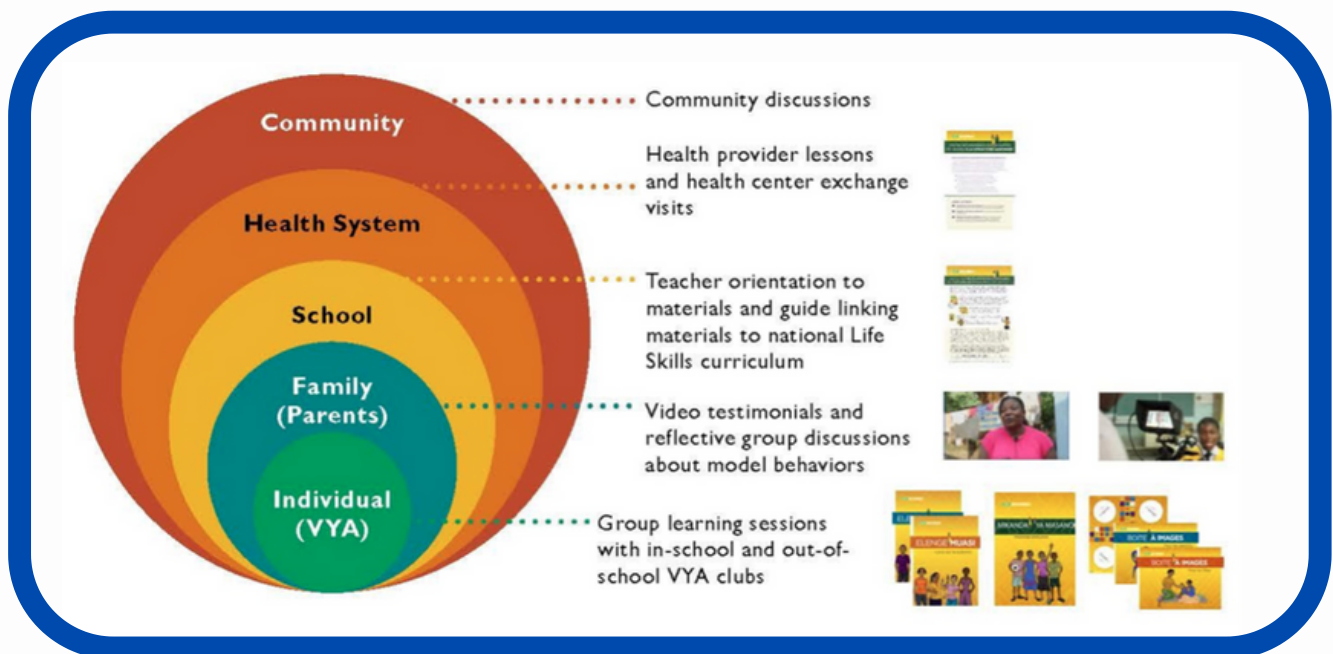 Community
Health System
School
Family
(Parents)
Individual
(VYA)
Community discussions
Health provider lessons
and health center exchange
visits
Teacher orientation to
materials and guide linking
materials to national Life
Skills curriculum
Video testimonials and
reflective group discussions
about model behaviors
Group learning sessions
with in-school and out-of-
school VYA clubs
ELENGE MUASI
BOITE À IMAGES
BOITE À IMAGES